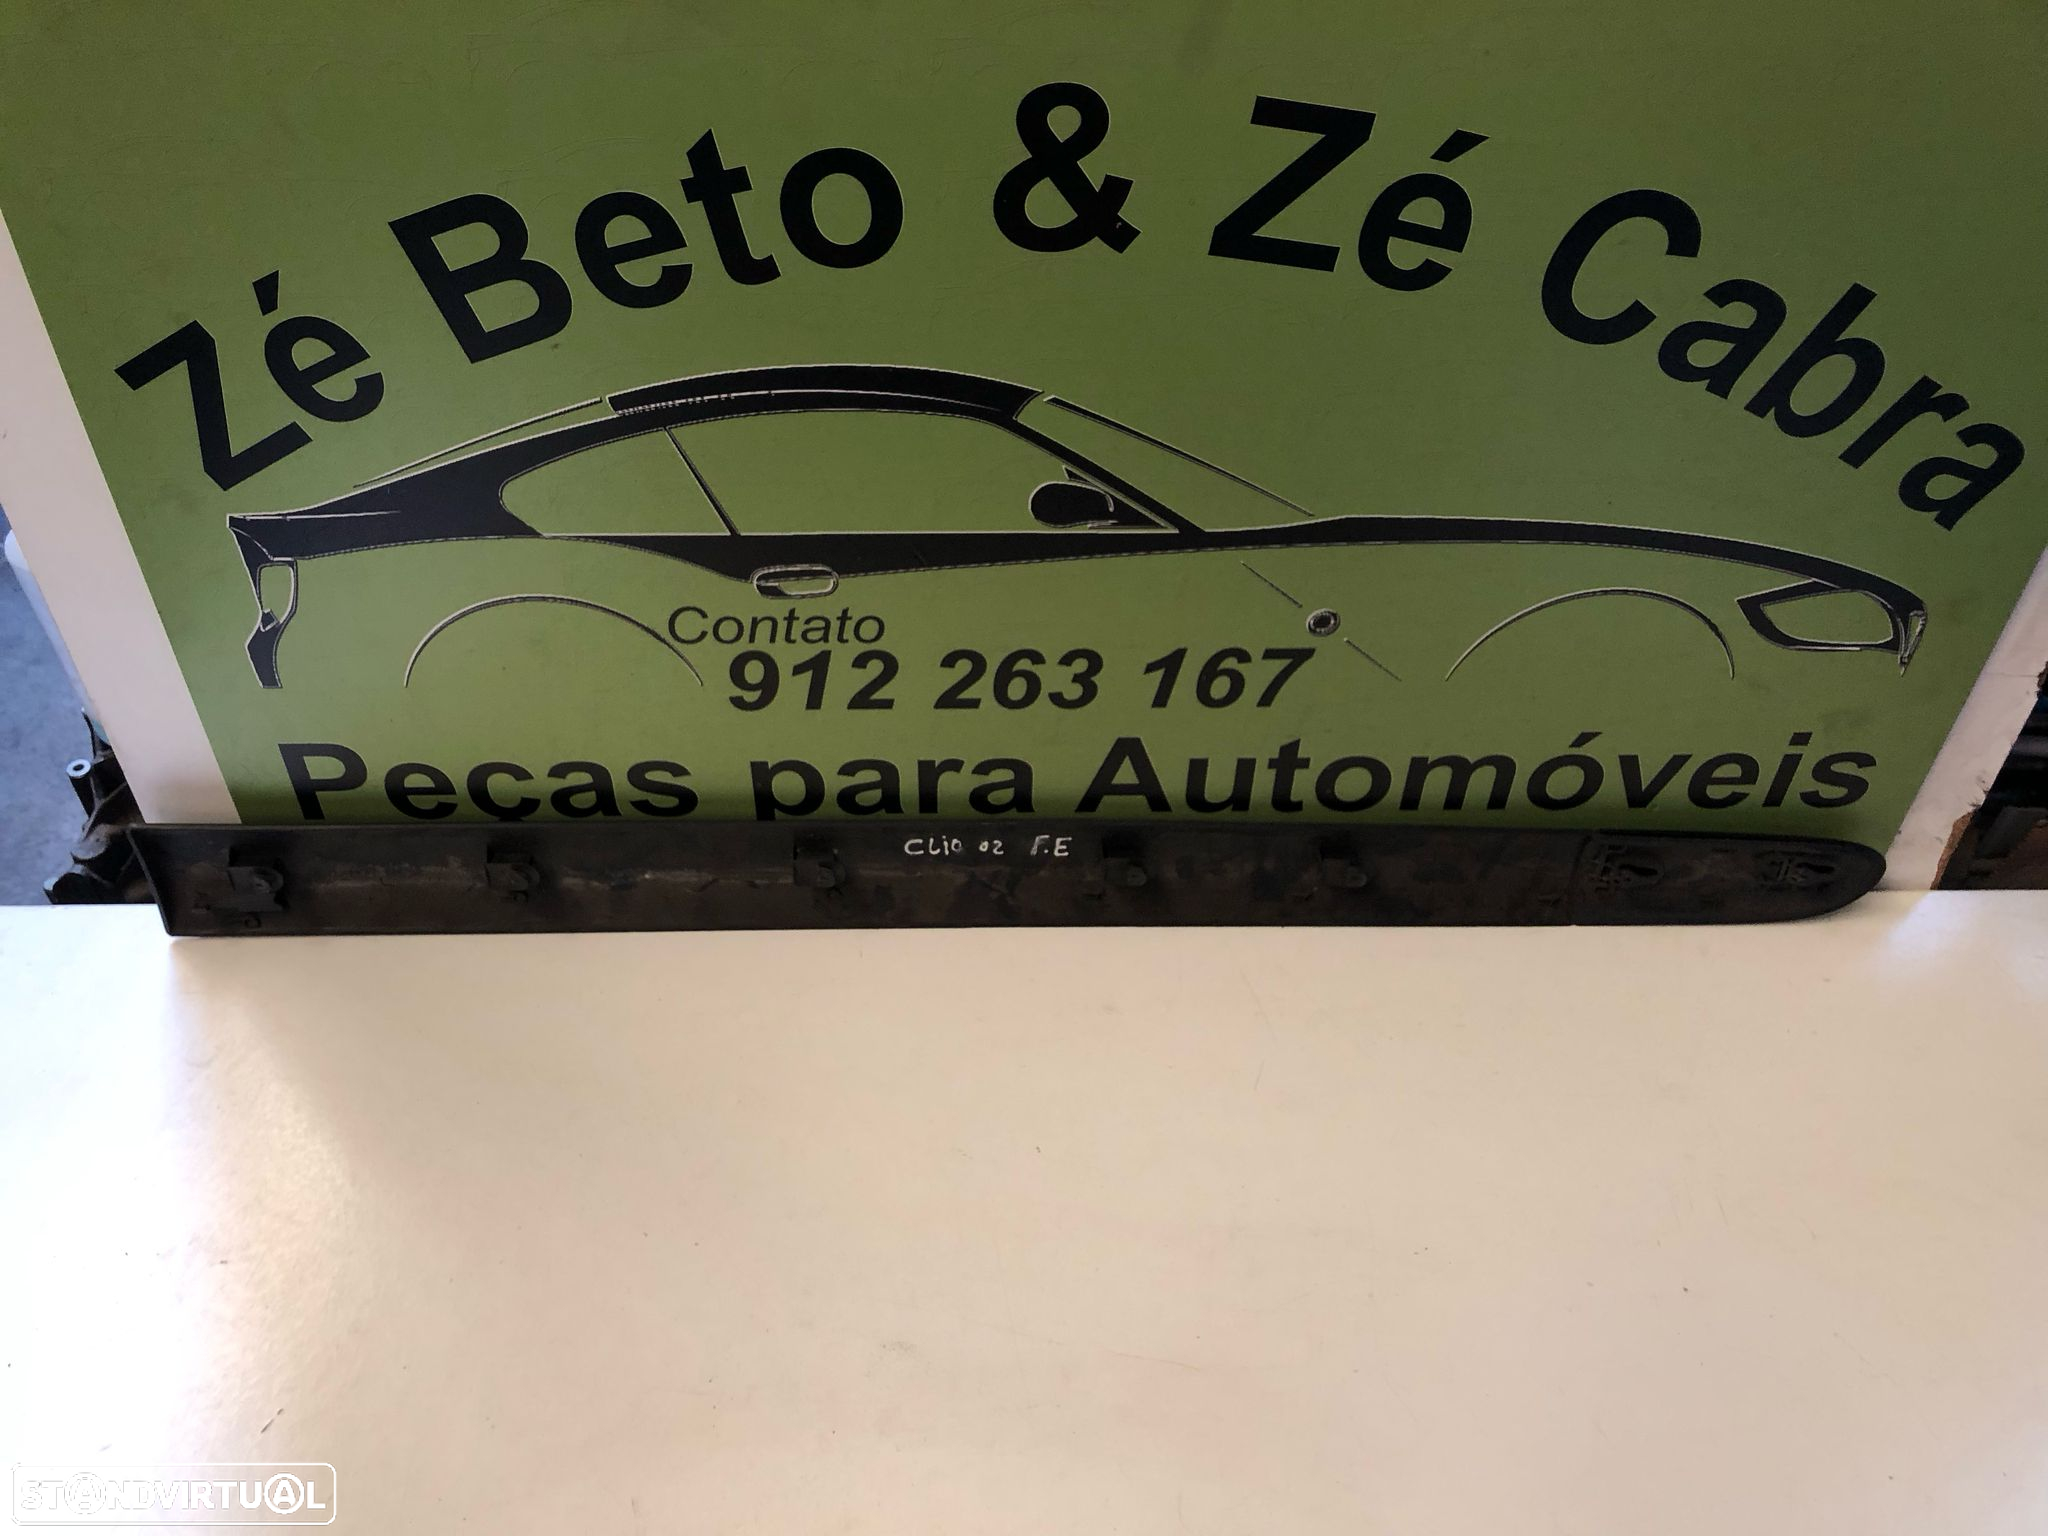 Zé Beto & Zé Cabra
Contato
912 263 167
Peças para Automóveis
CLiO 02 F.E
STANDVIRTUAL